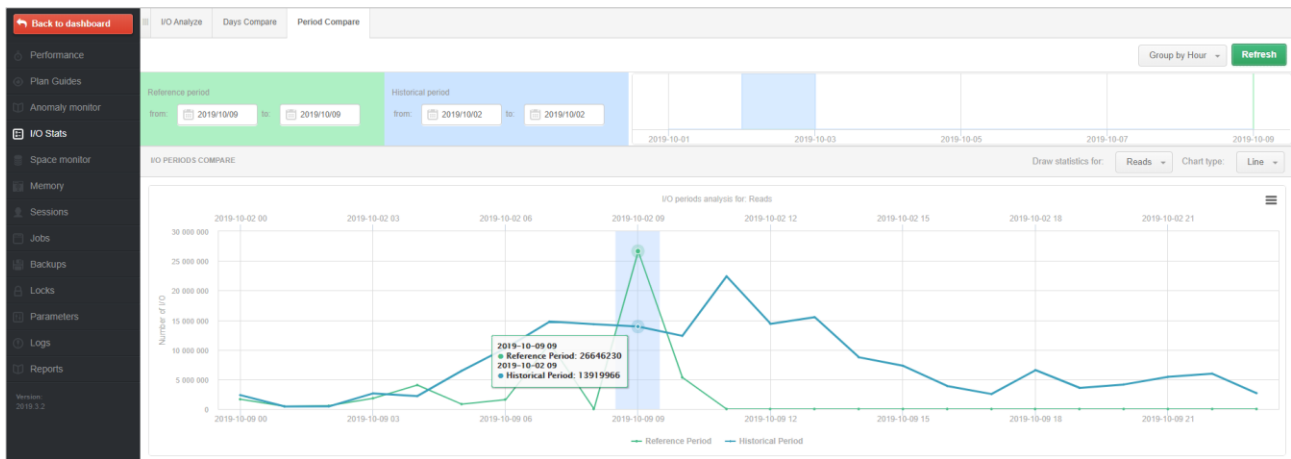 Back to dashboard
Performance
Plan Guides
Anomaly monitor
I/O Stats
Space monitor
Memory
Sessions
Jobs
Backups
Locks
Parameters
Logs
Reports
Version:
2019.3.2
I/O Analyze Days Compare Period Compare
Group by Hour Refresh
Reference period
from: 2019/10/09 to: 2019/10/09
Historical period
from: 2019/10/02 to: 2019/10/02
2019-10-01 2019-10-03 2019-10-05 2019-10-07 2019-10-09
I/O PERIODS COMPARE Draw statistics for: Reads Chart type: Line
I/O periods analysis for: Reads
2019-10-02 00 2019-10-02 03 2019-10-02 06 2019-10-02 09 2019-10-02 12 2019-10-02 15 2019-10-02 18 2019-10-02 21
Number of I/O
30 000 000
25 000 000
20 000 000
15 000 000
10 000 000
5 000 000
0
2019-10-09 09
Reference Period: 26646230
2019-10-02 09
Historical Period: 13919966
2019-10-09 00 2019-10-09 03 2019-10-09 06 2019-10-09 09 2019-10-09 12 2019-10-09 15 2019-10-09 18 2019-10-09 21
Reference Period Historical Period